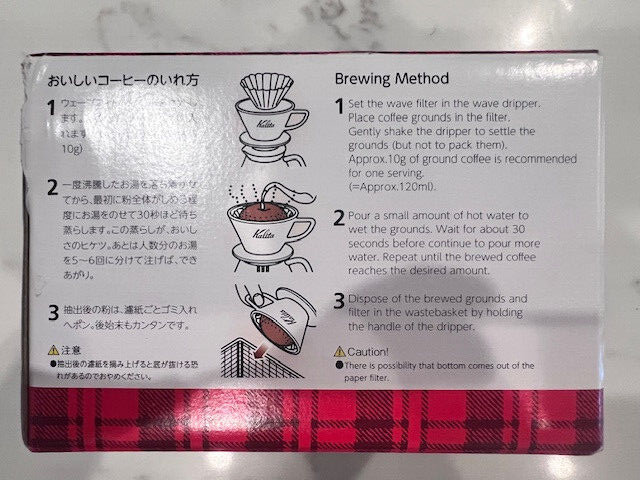 おいしいコーヒーのいれ方
1
ます。
れます
10g)
2 一度沸騰したお湯を落ち着かせ
てから、最初に粉全体がしめる程
度にお湯をのせて30秒ほど待ち
蒸らします。この蒸らしが、おいし
さのヒケツ。あとは人数分のお湯
を5〜6回に分けて注げば、でき
あがり。
3 抽出後の粉は、濾紙ごとゴミ入れ
へポン。後始末もカンタンです。
注意
●抽出後の濾紙を摘み上げると底が抜ける恐
れがあるのでおやめください。
Kalita
Kalita
Kalita
Brewing Method
1 Set the wave filter in the wave dripper.
Place coffee grounds in the filter.
Gently shake the dripper to settle the
grounds (but not to pack them).
Approx.10g of ground coffee is recommended
for one serving.
(=Approx.120ml).
2 Pour a small amount of hot water to
wet the grounds. Wait for about 30
seconds before continue to pour more
water. Repeat until the brewed coffee
reaches the desired amount.
3 Dispose of the brewed grounds and
filter in the wastebasket by holding
the handle of the dripper.
Caution!
●There is possibility that bottom comes out of the
paper filter.